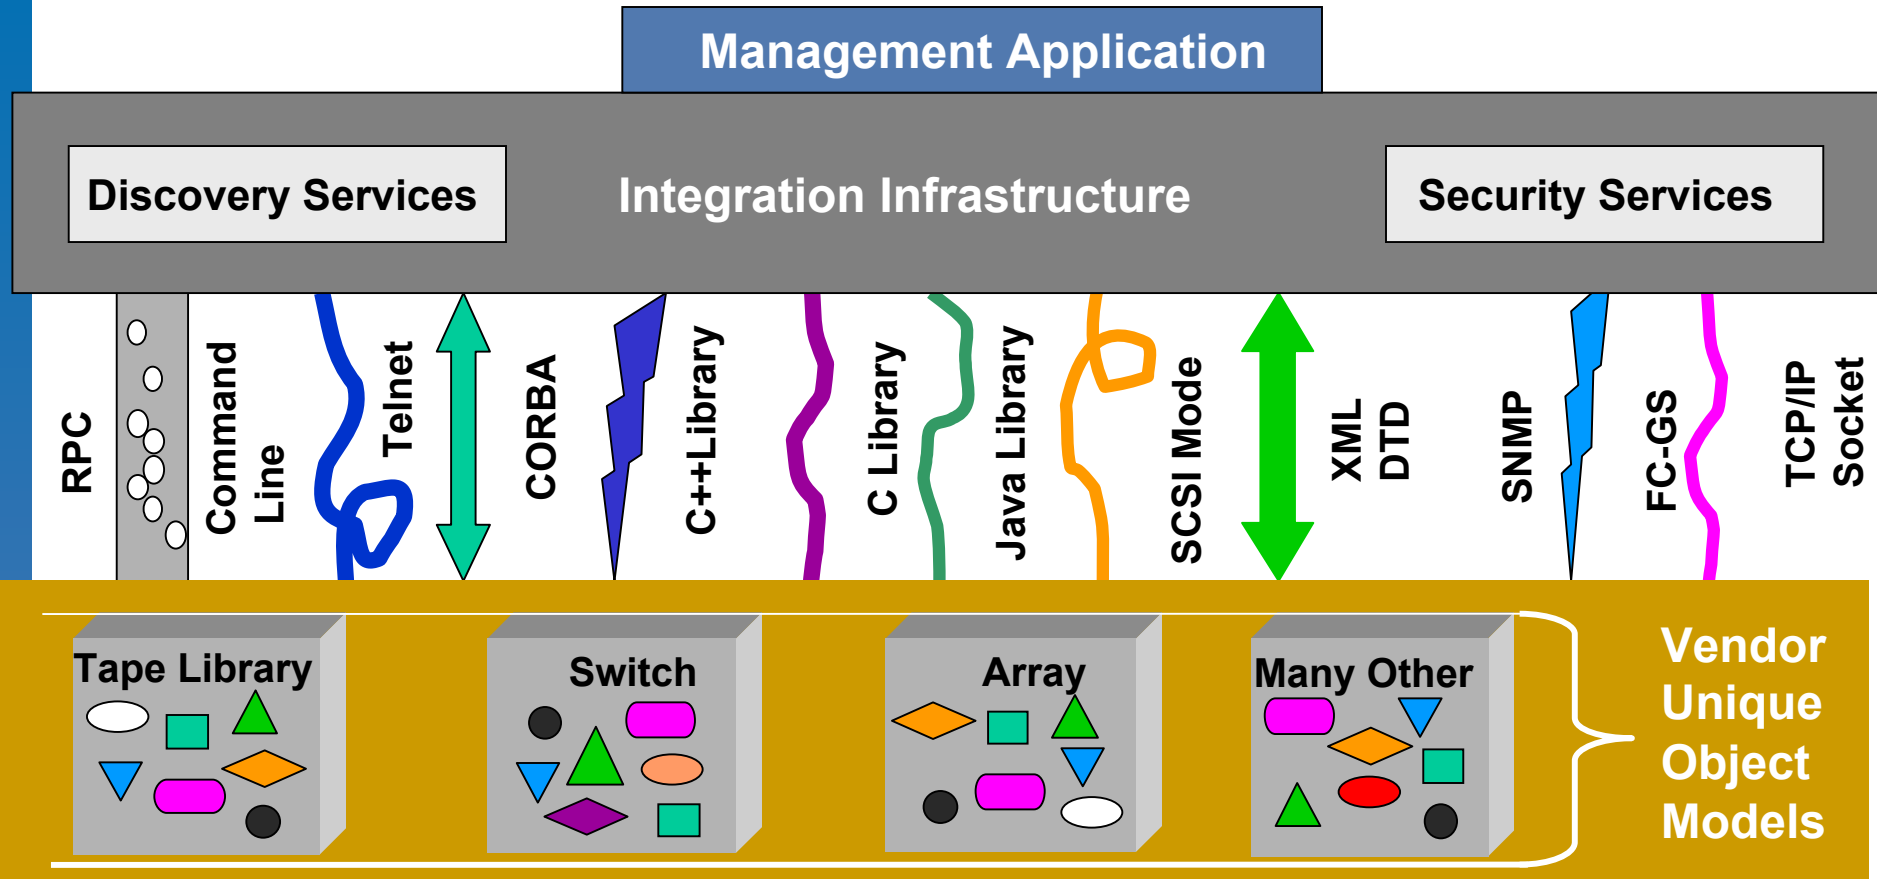 Management Application
Discovery Services
Integration Infrastructure
Security Services
RPC
Command
Line
Telnet
CORBA
C++Library
C Library
Java Library
SCSI Mode
XML
DTD
SNMP
FC-GS
TCP/IP
Socket
Tape Library
Switch
Array
Many Other
Vendor
Unique
Object
Models